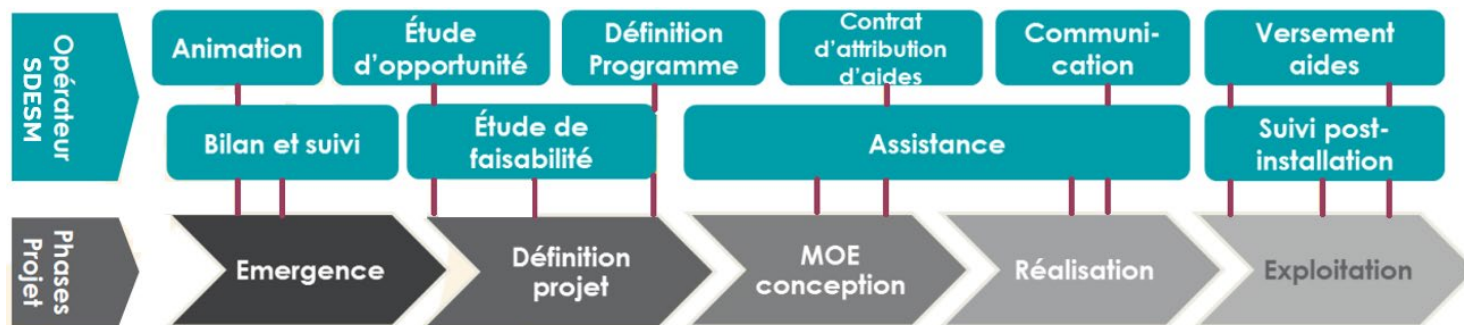 Opérateur
SDESM
Animation
Étude
d'opportunité
Définition
Programme
Contrat
d'attribution
d'aides
Communi-
cation
Versement
aides
Bilan et suivi
Étude de
faisabilité
Assistance
Suivi post-
installation
Phases
Projet
Emergence
Définition
projet
MOE
conception
Réalisation
Exploitation